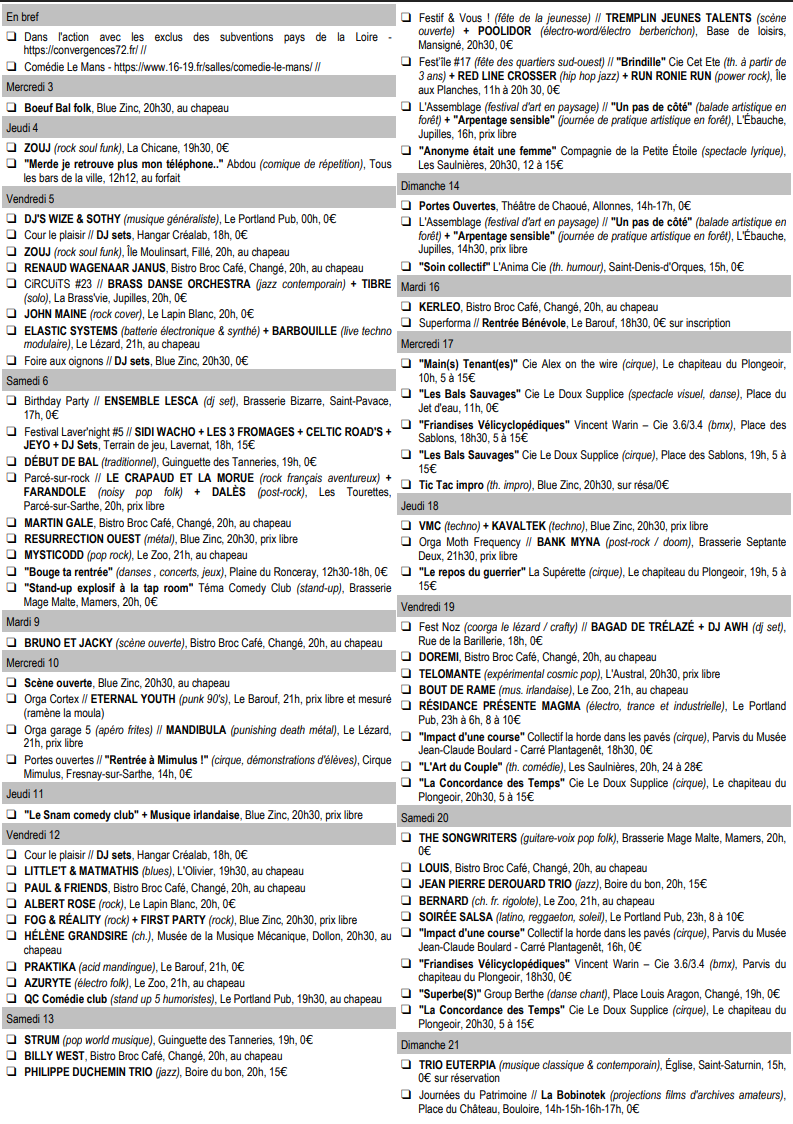 En bref
❑ Dans l'action avec les exclus des subventions pays de la Loire -
https://convergences72.fr/ //
❑ Comédie Le Mans - https://www.16-19.fr/salles/comedie-le-mans/ //
Mercredi 3
❑ Boeuf Bal folk, Blue Zinc, 20h30, au chapeau
Jeudi 4
❑ ZOUJ (rock soul funk), La Chicane, 19h30, 0€
❑ "Merde je retrouve plus mon téléphone.." Abdou (comique de répetition), Tous
les bars de la ville, 12h12, au forfait
Vendredi 5
❑ DJ'S WIZE & SOTHY (musique généraliste), Le Portland Pub, 00h, 0€
❑ Cour le plaisir // DJ sets, Hangar Créalab, 18h, 0€
❑ ZOUJ (rock soul funk), Île Moulinsart, Fillé, 20h, au chapeau
❑ RENAUD WAGENAAR JANUS, Bistro Broc Café, Changé, 20h, au chapeau
❑ CiRCUiTS #23 // BRASS DANSE ORCHESTRA (jazz contemporain) + TIBRE
(solo), La Brass'vie, Jupilles, 20h, 0€
❑ JOHN MAINE (rock cover), Le Lapin Blanc, 20h, 0€
❑ ELASTIC SYSTEMS (batterie électronique & synthé) + BARBOUILLE (live techno
modulaire), Le Lézard, 21h, au chapeau
❑ Foire aux oignons // DJ sets, Blue Zinc, 20h30, 0€
Samedi 6
❑ Birthday Party // ENSEMBLE LESCA (dj set), Brasserie Bizarre, Saint-Pavace,
17h, 0€
❑ Festival Laver'night #5 // SIDI WACHO + LES 3 FROMAGES + CELTIC ROAD'S +
JEYO + DJ Sets, Terrain de jeu, Lavernat, 18h, 15€
❑ DÉBUT DE BAL (traditionnel), Guinguette des Tanneries, 19h, 0€
❑ Parcé-sur-rock // LE CRAPAUD ET LA MORUE (rock français aventureux) +
FARANDOLE (noisy pop folk) + DALÈS (post-rock), Les Tourettes,
Parcé-sur-Sarthe, 20h, prix libre
❑ MARTIN GALE, Bistro Broc Café, Changé, 20h, au chapeau
❑ RESURRECTION OUEST (métal), Blue Zinc, 20h30, prix libre
❑ MYSTICODD (pop rock), Le Zoo, 21h, au chapeau
❑ "Bouge ta rentrée" (danses , concerts, jeux), Plaine du Ronceray, 12h30-18h, 0€
❑ "Stand-up explosif à la tap room" Téma Comedy Club (stand-up), Brasserie
Mage Malte, Mamers, 20h, 0€
Mardi 9
❑ BRUNO ET JACKY (scène ouverte), Bistro Broc Café, Changé, 20h, au chapeau
Mercredi 10
❑ Scène ouverte, Blue Zinc, 20h30, au chapeau
❑ Orga Cortex // ETERNAL YOUTH (punk 90's), Le Barouf, 21h, prix libre et mesuré
(ramène la moula)
❑ Orga garage 5 (apéro frites) // MANDIBULA (punishing death métal), Le Lézard,
21h, prix libre
❑ Portes ouvertes // "Rentrée à Mimulus !" (cirque, démonstrations d'élèves), Cirque
Mimulus, Fresnay-sur-Sarthe, 14h, 0€
Jeudi 11
❑ "Le Snam comedy club" + Musique irlandaise, Blue Zinc, 20h30, prix libre
Vendredi 12
❑ Cour le plaisir // DJ sets, Hangar Créalab, 18h, 0€
❑ LITTLE'T & MATMATHIS (blues), L'Olivier, 19h30, au chapeau
❑ PAUL & FRIENDS, Bistro Broc Café, Changé, 20h, au chapeau
❑ ALBERT ROSE (rock), Le Lapin Blanc, 20h, 0€
❑ FOG & RÉALITY (rock) + FIRST PARTY (rock), Blue Zinc, 20h30, prix libre
❑ HÉLÈNE GRANDSIRE (ch.), Musée de la Musique Mécanique, Dollon, 20h30, au
chapeau
❑ PRAKTIKA (acid mandingue), Le Barouf, 21h, 0€
❑ AZURYTE (électro folk), Le Zoo, 21h, au chapeau
❑ QC Comédie club (stand up 5 humoristes), Le Portland Pub, 19h30, au chapeau
Samedi 13
❑ STRUM (pop world musique), Guinguette des Tanneries, 19h, 0€
❑ BILLY WEST, Bistro Broc Café, Changé, 20h, au chapeau
❑ PHILIPPE DUCHEMIN TRIO (jazz), Boire du bon, 20h, 15€
❑ Festif & Vous ! (fête de la jeunesse) // TREMPLIN JEUNES TALENTS (scène
ouverte) + POOLIDOR (électro-word/électro berberichon), Base de loisirs,
Mansigné, 20h30, 0€
❑ Fest'île #17 (fête des quartiers sud-ouest) // "Brindille" Cie Cet Ete (th. à partir de
3 ans) + RED LINE CROSSER (hip hop jazz) + RUN RONIE RUN (power rock), Île
aux Planches, 11h à 20h 30, 0€
❑ L'Assemblage (festival d'art en paysage) // "Un pas de côté" (balade artistique en
forêt) + "Arpentage sensible" (journée de pratique artistique en forêt), L'Ébauche,
Jupilles, 16h, prix libre
❑ "Anonyme était une femme" Compagnie de la Petite Étoile (spectacle lyrique),
Les Saulnières, 20h30, 12 à 15€
Dimanche 14
❑ Portes Ouvertes, Théâtre de Chaoué, Allonnes, 14h-17h, 0€
❑ L'Assemblage (festival d'art en paysage) // "Un pas de côté" (balade artistique en
forêt) + "Arpentage sensible" (journée de pratique artistique en forêt), L'Ébauche,
Jupilles, 14h30, prix libre
❑ "Soin collectif" L'Anima Cie (th. humour), Saint-Denis-d'Orques, 15h, 0€
Mardi 16
❑ KERLEO, Bistro Broc Café, Changé, 20h, au chapeau
❑ Superforma // Rentrée Bénévole, Le Barouf, 18h30, 0€ sur inscription
Mercredi 17
❑ "Main(s) Tenant(es)" Cie Alex on the wire (cirque), Le chapiteau du Plongeoir,
10h, 5 à 15€
❑ "Les Bals Sauvages" Cie Le Doux Supplice (spectacle visuel, danse), Place du
Jet d'eau, 11h, 0€
❑ "Friandises Vélicyclopédiques" Vincent Warin – Cie 3.6/3.4 (bmx), Place des
Sablons, 18h30, 5 à 15€
❑ "Les Bals Sauvages" Cie Le Doux Supplice (cirque), Place des Sablons, 19h, 5 à
15€
❑ Tic Tac impro (th. impro), Blue Zinc, 20h30, sur résa/0€
Jeudi 18
❑ VMC (techno) + KAVALTEK (techno), Blue Zinc, 20h30, prix libre
❑ Orga Moth Frequency // BANK MYNA (post-rock / doom), Brasserie Septante
Deux, 21h30, prix libre
❑ "Le repos du guerrier" La Supérette (cirque), Le chapiteau du Plongeoir, 19h, 5 à
15€
Vendredi 19
❑ Fest Noz (coorga le lézard / crafty) // BAGAD DE TRÉLAZÉ + DJ AWH (dj set),
Rue de la Barillerie, 18h, 0€
❑ DOREMI, Bistro Broc Café, Changé, 20h, au chapeau
❑ TELOMANTE (expérimental cosmic pop), L'Austral, 20h30, prix libre
❑ BOUT DE RAME (mus. irlandaise), Le Zoo, 21h, au chapeau
❑ RÉSIDANCE PRÉSENTE MAGMA (électro, trance et industrielle), Le Portland
Pub, 23h à 6h, 8 à 10€
❑ "Impact d'une course" Collectif la horde dans les pavés (cirque), Parvis du Musée
Jean-Claude Boulard - Carré Plantagenêt, 18h30, 0€
❑ "L'Art du Couple" (th. comédie), Les Saulnières, 20h, 24 à 28€
❑ "La Concordance des Temps" Cie Le Doux Supplice (cirque), Le chapiteau du
Plongeoir, 20h30, 5 à 15€
Samedi 20
❑ THE SONGWRITERS (guitare-voix pop folk), Brasserie Mage Malte, Mamers, 20h,
0€
❑ LOUIS, Bistro Broc Café, Changé, 20h, au chapeau
❑ JEAN PIERRE DEROUARD TRIO (jazz), Boire du bon, 20h, 15€
❑ BERNARD (ch. fr. rigolote), Le Zoo, 21h, au chapeau
❑ SOIRÉE SALSA (latino, reggaeton, soleil), Le Portland Pub, 23h, 8 à 10€
❑ "Impact d'une course" Collectif la horde dans les pavés (cirque), Parvis du Musée
Jean-Claude Boulard - Carré Plantagenêt, 16h, 0€
❑ "Friandises Vélicyclopédiques" Vincent Warin – Cie 3.6/3.4 (bmx), Parvis du
chapiteau du Plongeoir, 18h30, 0€
❑ "Superbe(S)" Group Berthe (danse chant), Place Louis Aragon, Changé, 19h, 0€
❑ "La Concordance des Temps" Cie Le Doux Supplice (cirque), Le chapiteau du
Plongeoir, 20h30, 5 à 15€
Dimanche 21
❑ TRIO EUTERPIA (musique classique & contemporain), Église, Saint-Saturnin, 15h,
0€ sur réservation
❑ Journées du Patrimoine // La Bobinotek (projections films d'archives amateurs),
Place du Château, Bouloire, 14h-15h-16h-17h, 0€